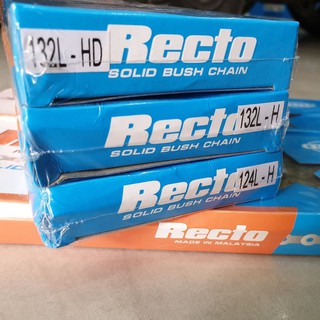 132L - HD
Recto
SOLID BUSH CHAIN
Recto
132L - H
SOLID BUSH CHAIN
Recto
124L - H
SOLID BUSH CHAIN
Recto
MADE IN MALAYSIA